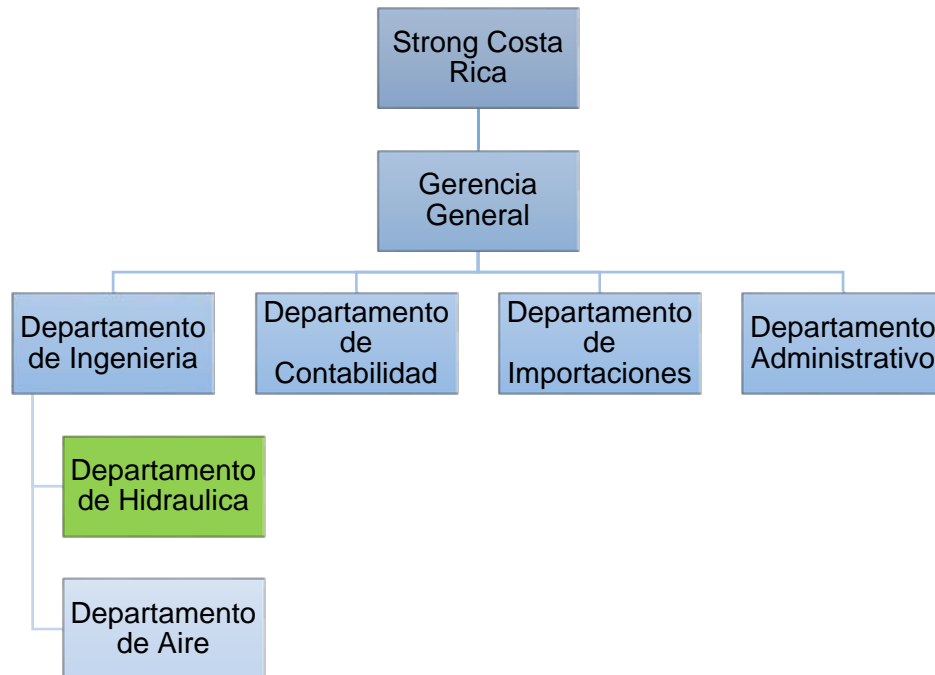 Strong Costa
Rica
Gerencia
General
Departamento
de Ingenieria
Departamento
de
Contabilidad
Departamento
de
Importaciones
Departamento
Administrativo
Departamento
de Hidraulica
Departamento
de Aire